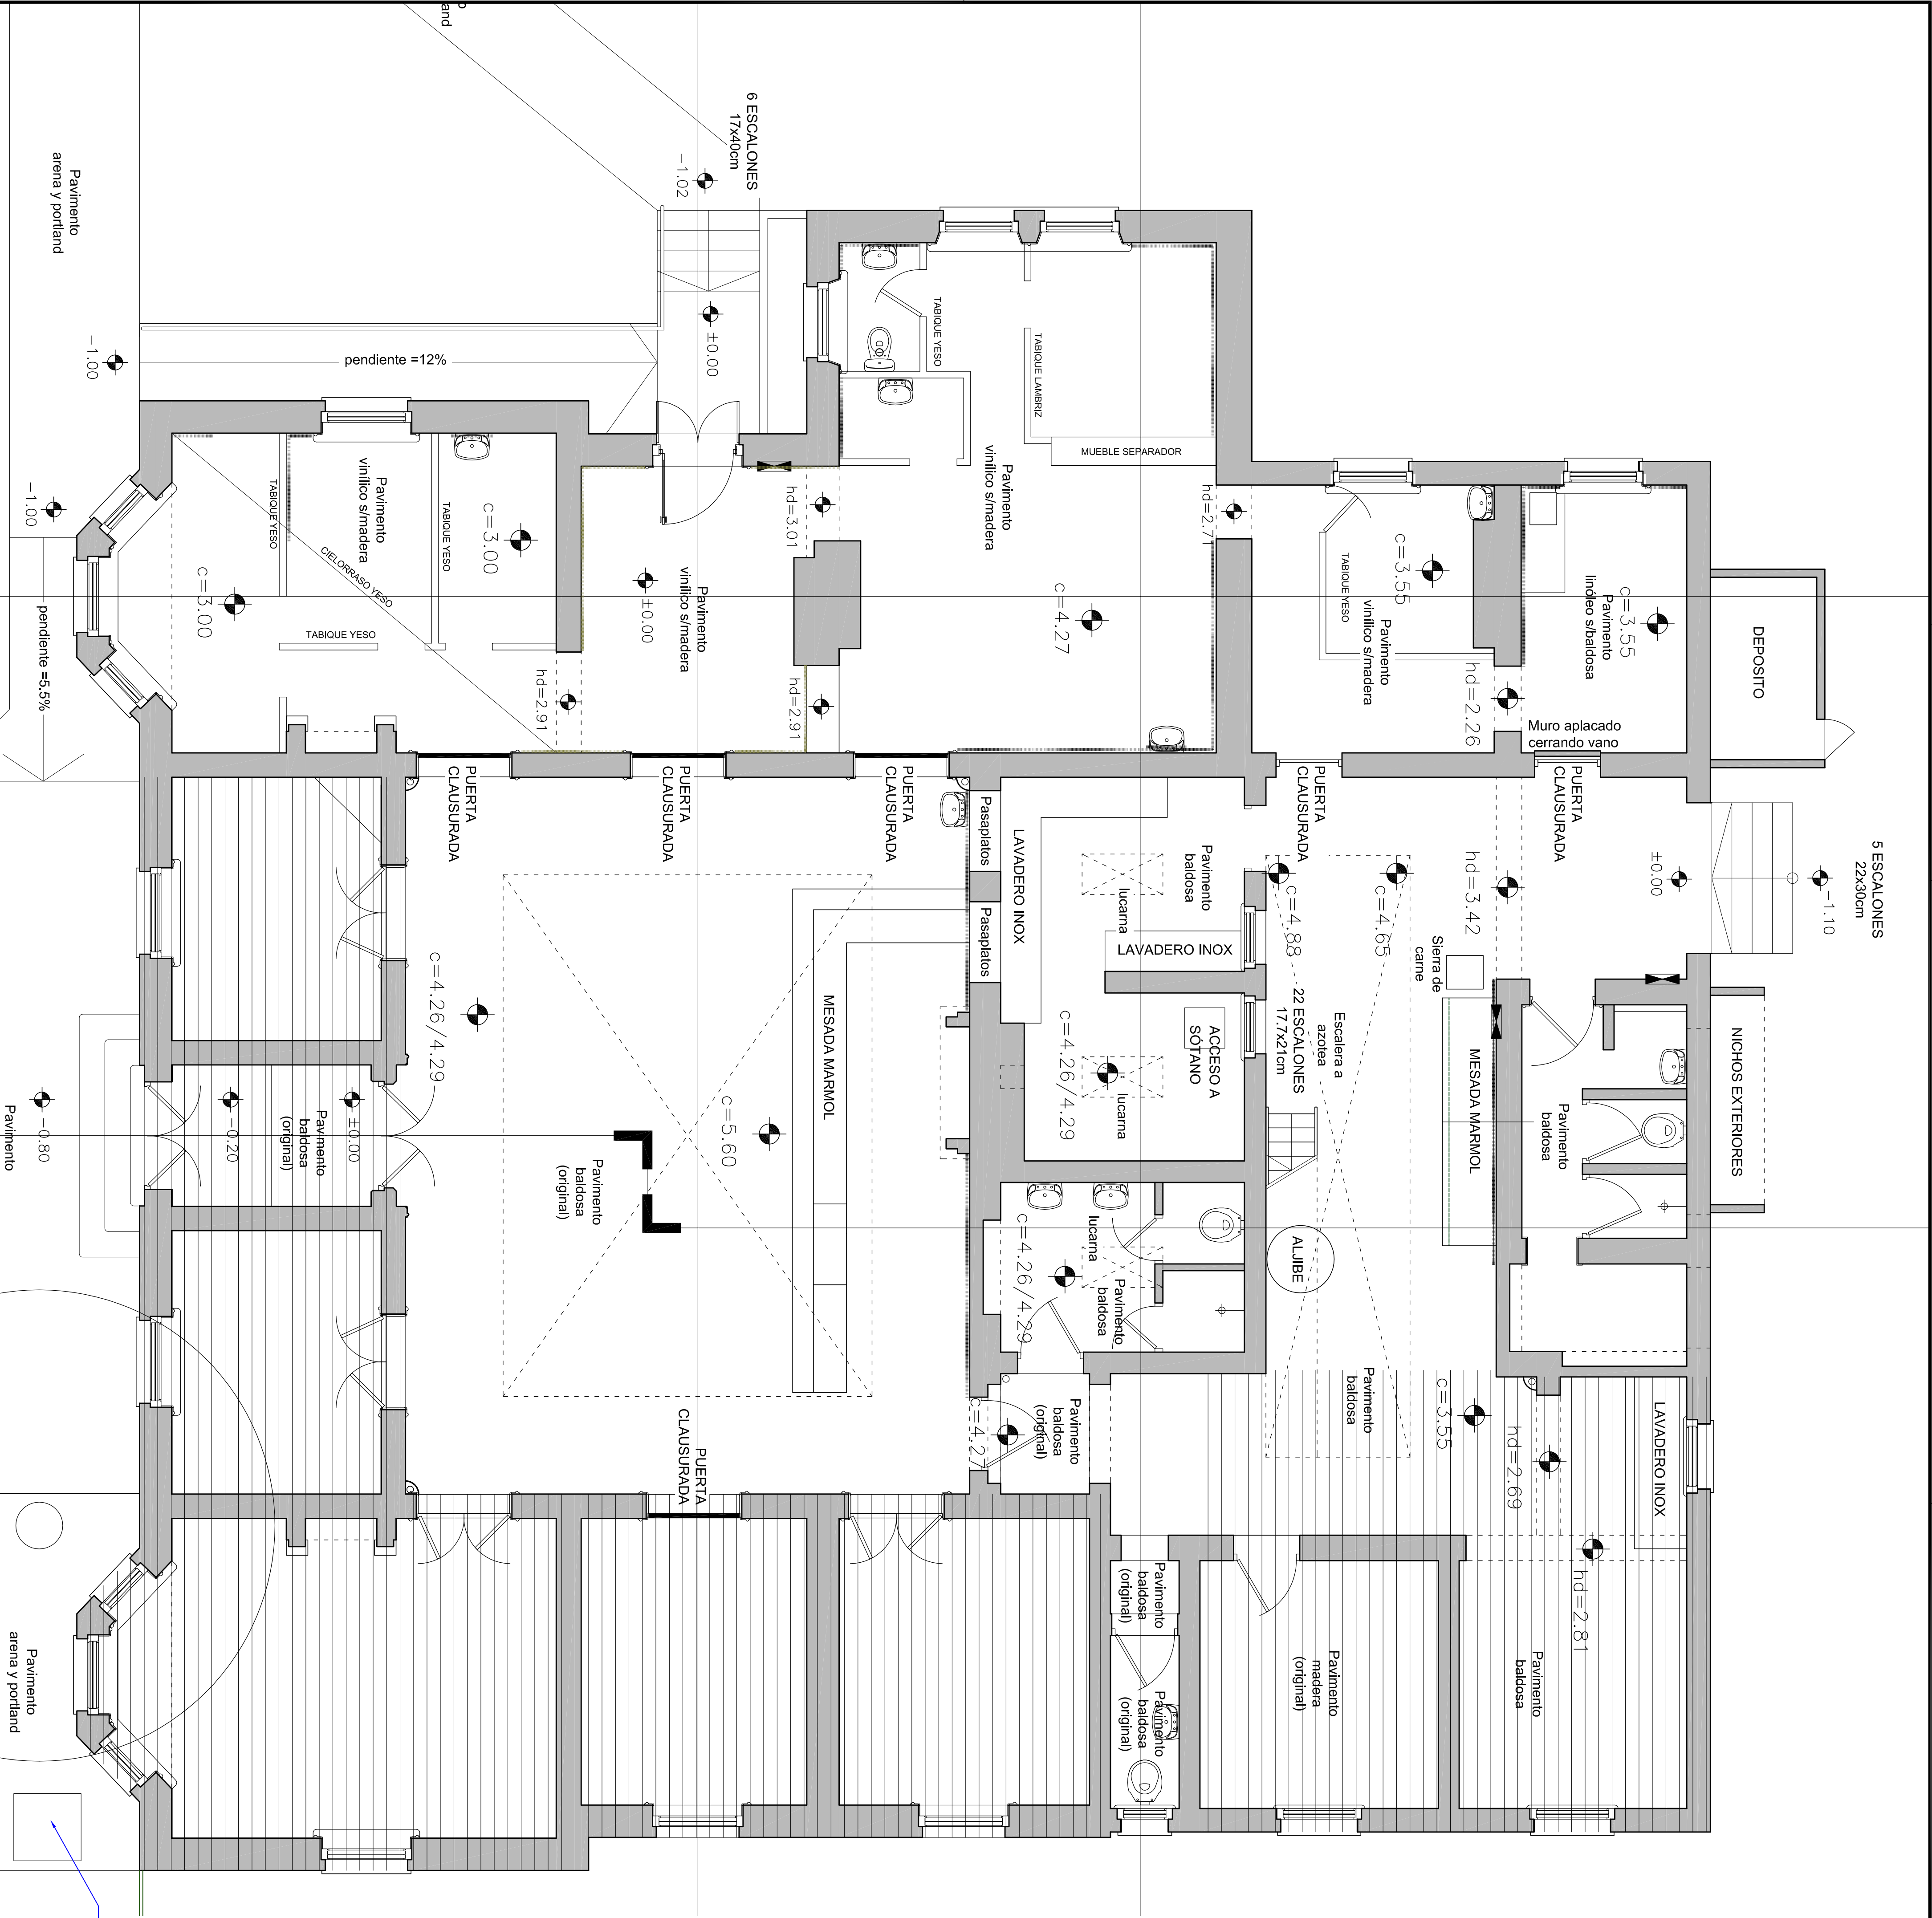 and
6 ESCALONES
17x40cm
-1.02
Pavimento
arena y portland
±0.00
-1.00
pendiente =12%
TABIQUE YESO
TABIQUE LAMBRIZ
MUEBLE SEPARADOR
Pavimento
vinílico s/madera
-1.00
pendiente =5.5%
TABIQUE YESO
Pavimento
vinílico s/madera
TABIQUE YESO
c=3.00
CIELORRASO YESO
c=3.00
TABIQUE YESO
hd=3.01
Pavimento
vinílico s/madera
±0.00
hd=2.91
hd=2.91
c=4.27
hd=2.71
c=3.55
TABIQUE YESO
Pavimento
vinílico s/madera
c=3.55
Pavimento
linóleo s/baldosa
hd=2.26
Muro aplacado
cerrando vano
DEPOSITO
PUERTA
CLAUSURADA
PUERTA
CLAUSURADA
PUERTA
CLAUSURADA
PUERTA
CLAUSURADA
PUERTA
CLAUSURADA
5 ESCALONES
22x30cm
-1.10
±0.00
hd=3.42
c=4.65
c=4.88
Pasaplatos
Pasaplatos
LAVADERO INOX
Pavimento
baldosa
lucarna
LAVADERO INOX
Sierra de
carne
MESADA MARMOL
Escalera a
azotea
22 ESCALONES
17.7x21cm
ACCESO A
SÓTANO
c=4.26/4.29
lucarna
NICHOS EXTERIORES
Pavimento
baldosa
c=4.26/4.29
MESADA MARMOL
c=5.60
Pavimento
baldosa
(original)
Pavimento
baldosa
(original)
±0.00
-0.20
-0.80
Pavimento
ALJIBE
lucarna
c=4.26/4.29
Pavimento
baldosa
Pavimento
baldosa
c=3.55
hd=2.69
LAVADERO INOX
hd=2.81
Pavimento
baldosa
(original)
c=4.27
PUERTA
CLAUSURADA
Pavimento
baldosa
(original)
Pavimento
baldosa
(original)
Pavimento
madera
(original)
Pavimento
baldosa
Pavimento
arena y portland